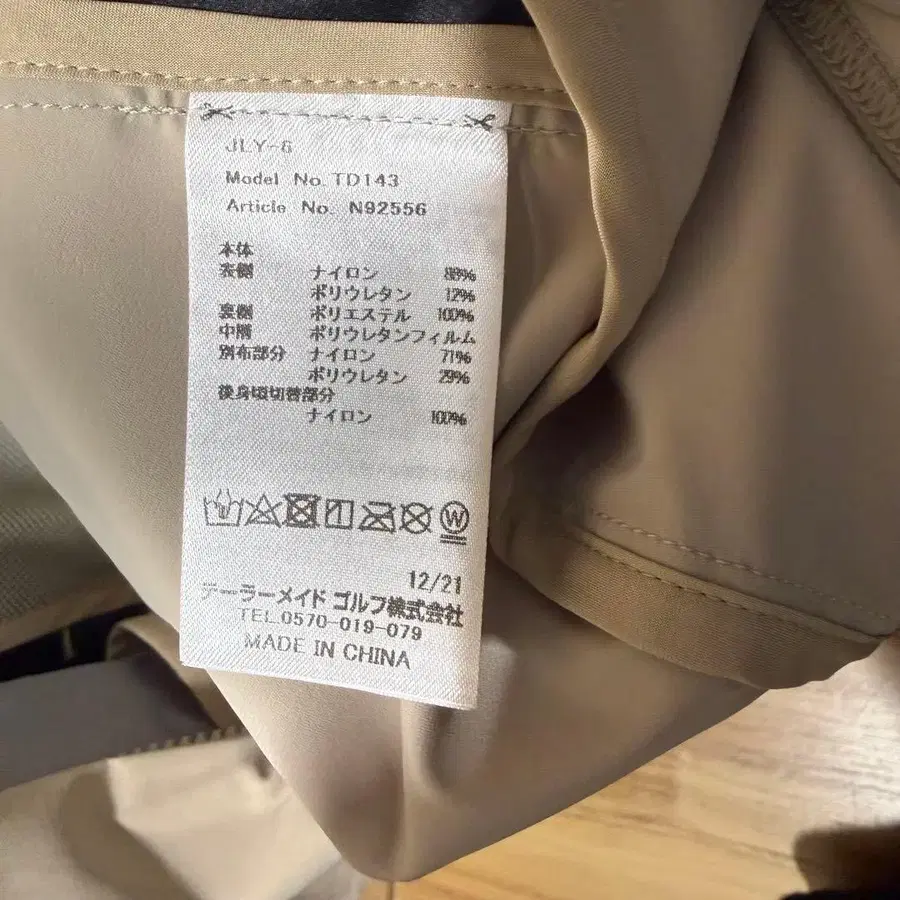 JLY-6
Model No. TD143
Article No. N92556
本体
表側 ナイロン 88%
ポリウレタン 12%
裏側 ポリエステル 100%
中間 ポリウレタンフィルム
別布部分 ナイロン 71%
ポリウレタン 29%
後身頃切替部分
ナイロン 100%
W
12/21
テーラーメイド ゴルフ株式会社
TEL.0570-019-079
MADE IN CHINA